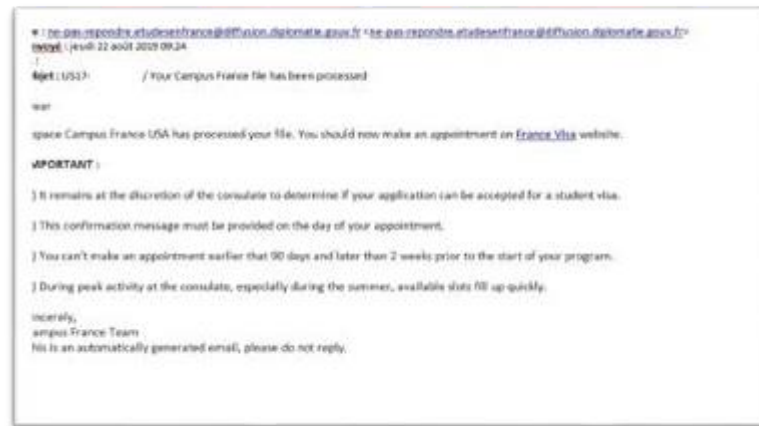 : ne-pas-repondre.etudesenfrance@diffusion.diplomatie.gouv.fr <ne-pas-repondre.etudesenfrance@diffusion.diplomatie.gouv.fr>
: jeudi 22 août 2019 09:24
:
bjet : US17- / Your Campus France file has been processed
space Campus France USA has processed your file. You should now make an appointment on France Visa website.
MPORTANT :
) It remains at the discretion of the consulate to determine if your application can be accepted for a student visa.
) This confirmation message must be provided on the day of your appointment.
) You can't make an appointment earlier that 90 days and later than 2 weeks prior to the start of your program.
) During peak activity at the consulate, especially during the summer, available slots fill up quickly.
incerely,
ampus France Team
his is an automatically generated email, please do not reply.